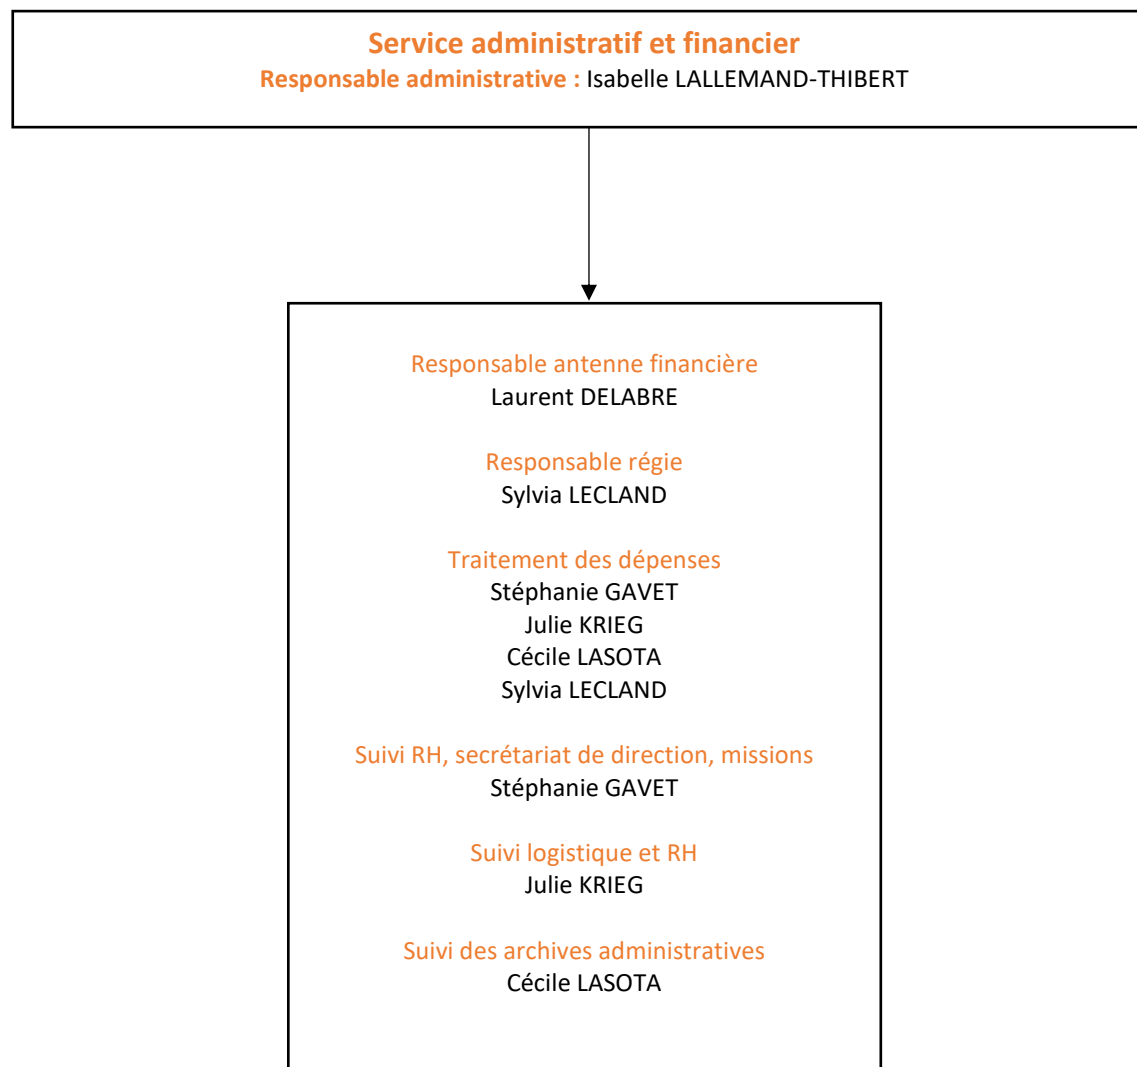 Service administratif et financier
Responsable administrative : Isabelle LALLEMAND-THIBERT
Responsable antenne financière
Laurent DELABRE
Responsable régie
Sylvia LECLAND
Traitement des dépenses
Stéphanie GAVET
Julie KRIEG
Cécile LASOTA
Sylvia LECLAND
Suivi RH, secrétariat de direction, missions
Stéphanie GAVET
Suivi logistique et RH
Julie KRIEG
Suivi des archives administratives
Cécile LASOTA